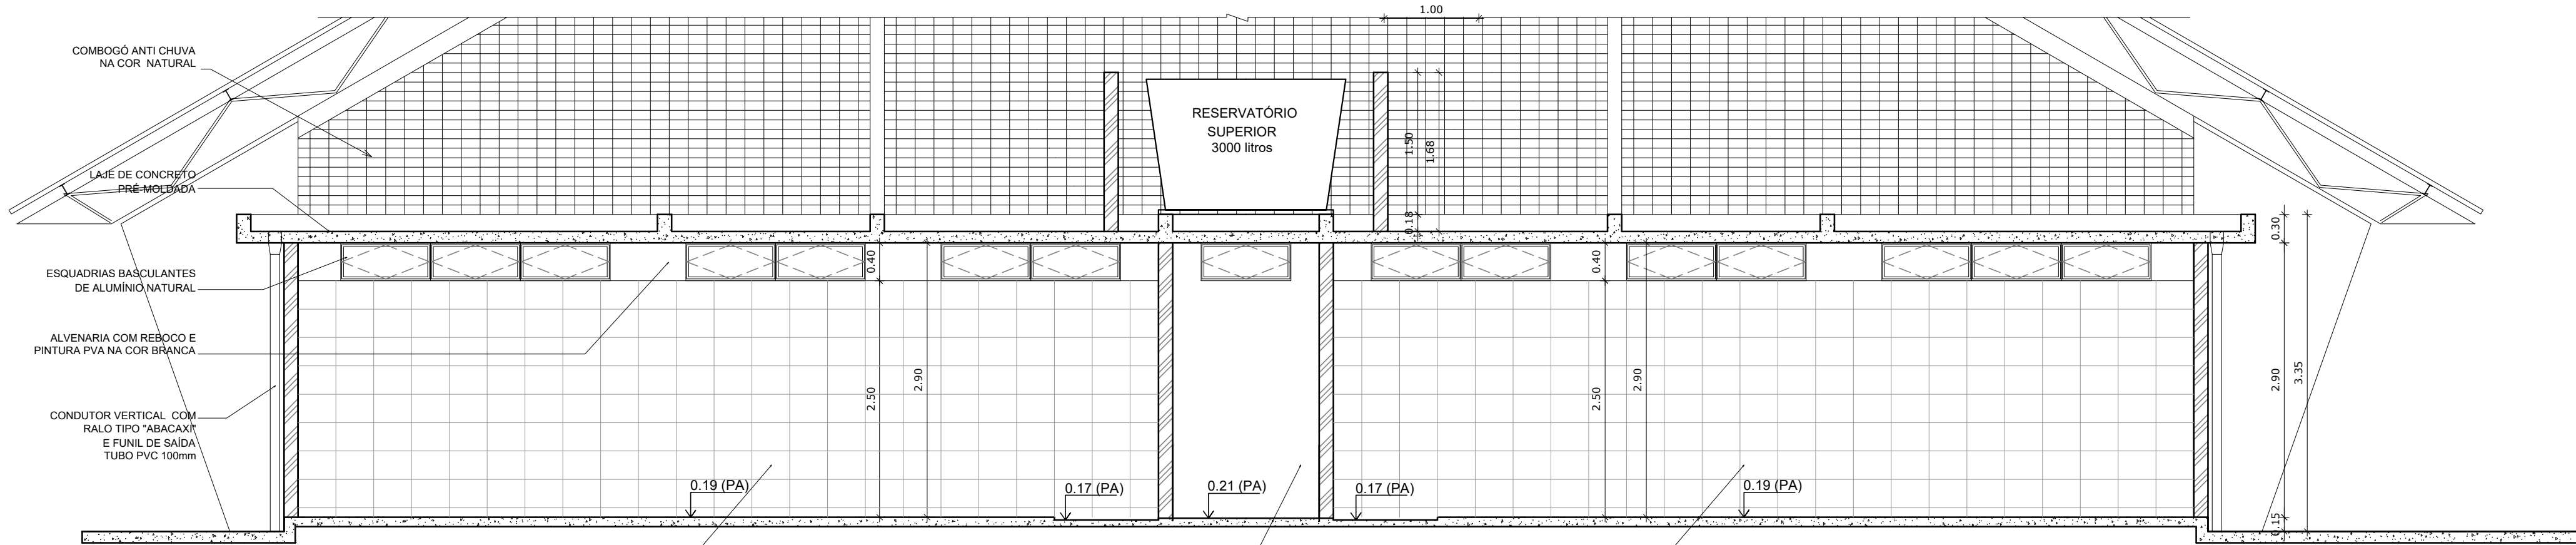 1.00
COMBOGÓ ANTI CHUVA
NA COR NATURAL
RESERVATÓRIO
SUPERIOR
3000 litros
1.50
1.68
LAJE DE CONCRETO
PRÉ-MOLDADA
0.18
0.30
ESQUADRIAS BASCULANTES
DE ALUMÍNIO NATURAL
0.40
0.40
ALVENARIA COM REBOCO E
PINTURA PVA NA COR BRANCA
2.50
2.90
2.50
2.90
2.90
3.35
CONDUTOR VERTICAL COM
RALO TIPO "ABACAXI"
E FUNIL DE SAÍDA
TUBO PVC 100mm
0.19 (PA)
0.17 (PA)
0.21 (PA)
0.17 (PA)
0.19 (PA)
0.15